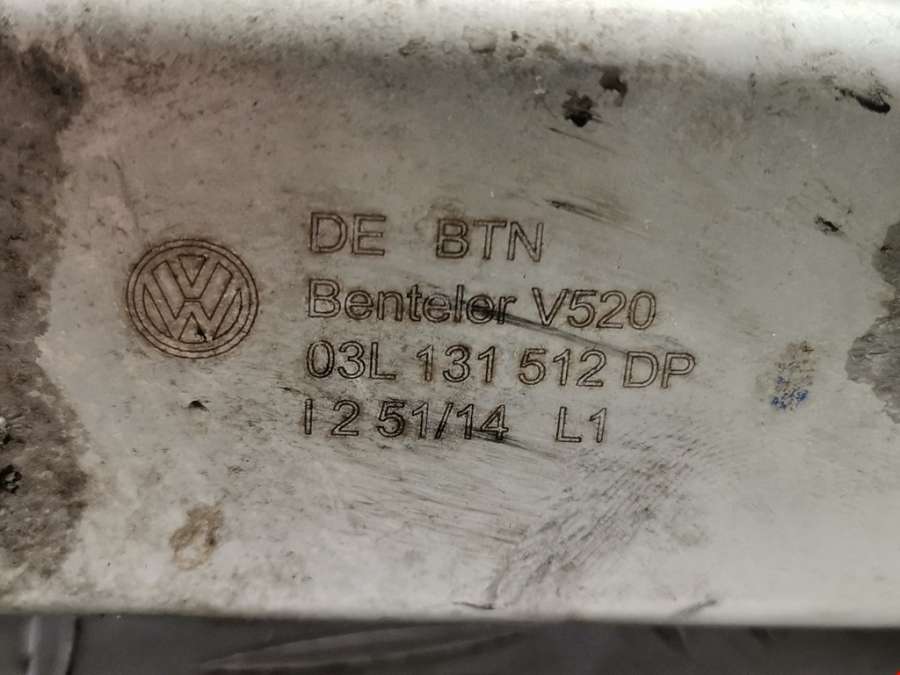 DE BTN
Benteler V520
03L 131 512 DP
I 2 51/14 L1